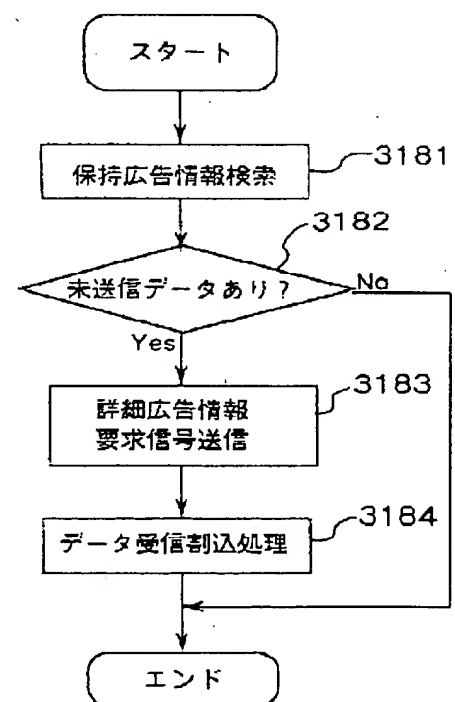 スタート
3181
保持広告情報検索
3182
未送信データあり？
No
Yes
3183
詳細広告情報
要求信号送信
3184
データ受信割込処理
エンド